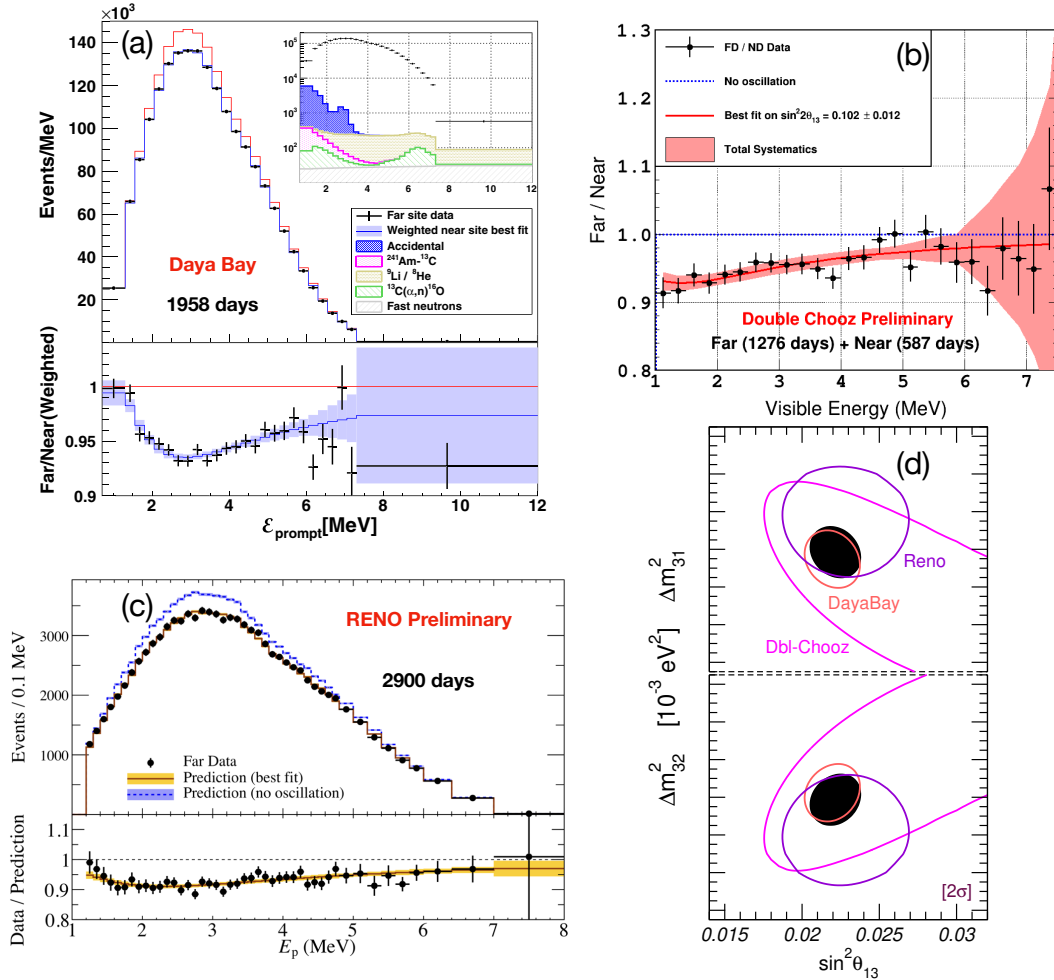 ×10³
(a)
Events/MeV
140
120
100
80
60
40
20
Daya Bay
1958 days
10⁵
10⁴
10³
10²
2 4 6 8 10 12
Far site data
Weighted near site best fit
Accidental
²⁴¹Am-¹³C
⁹Li / ⁸He
¹³C(α,n)¹⁶O
Fast neutrons
Far/Near(Weighted)
1
0.95
0.9
2 4 6 8 10 12
ℰprompt[MeV]
(b)
FD / ND Data
No oscillation
Best fit on sin²2θ₁₃ = 0.102 ± 0.012
Total Systematics
Far / Near
1.3
1.2
1.1
1.0
0.9
0.8
Double Chooz Preliminary
Far (1276 days) + Near (587 days)
1 2 3 4 5 6 7
Visible Energy (MeV)
(c)
RENO Preliminary
2900 days
Events / 0.1 MeV
3000
2000
1000
Far Data
Prediction (best fit)
Prediction (no oscillation)
Data / Prediction
1.1
1
0.9
0.8
1 2 3 4 5 6 7 8
Eₚ (MeV)
(d)
Reno
DayaBay
Dbl-Chooz
Δm²₃₂ [10⁻³ eV²] Δm²₃₁
[2σ]
0.015 0.02 0.025 0.03
sin²θ₁₃